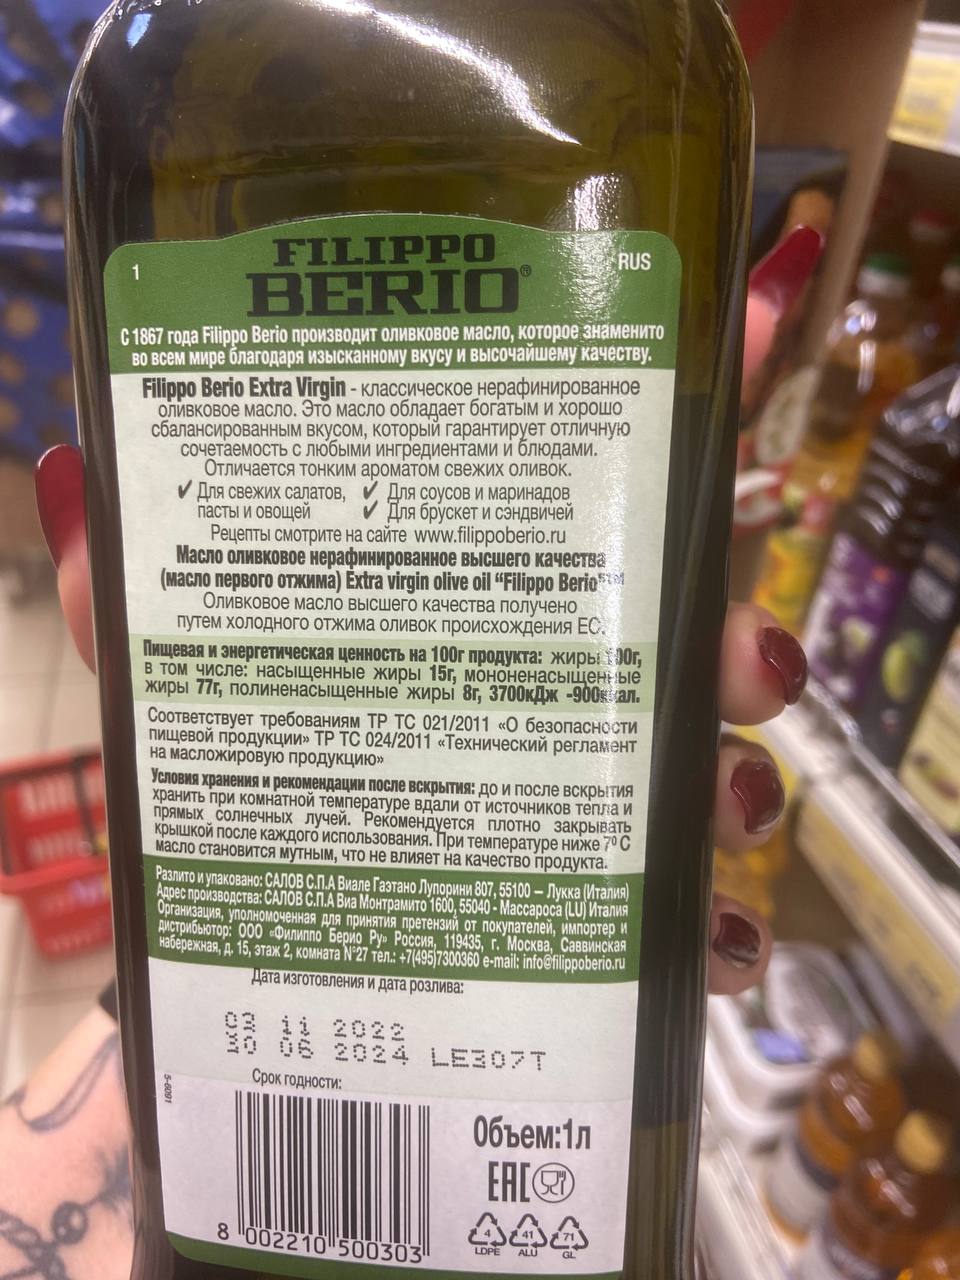 1
RUS
FILIPPO
BERIO®
С 1867 года Filippo Berio производит оливковое масло, которое знаменито
во всем мире благодаря изысканному вкусу и высочайшему качеству.
Filippo Berio Extra Virgin - классическое нерафинированное
оливковое масло. Это масло обладает богатым и хорошо
сбалансированным вкусом, который гарантирует отличную
сочетаемость с любыми ингредиентами и блюдами.
Отличается тонким ароматом свежих оливок.
✔ Для свежих салатов, ✔ Для соусов и маринадов
пасты и овощей ✔ Для брускет и сэндвичей
Рецепты смотрите на сайте www.filippoberio.ru
Масло оливковое нерафинированное высшего качества
(масло первого отжима) Extra virgin olive oil “Filippo Berio”™
Оливковое масло высшего качества получено
путем холодного отжима оливок происхождения ЕС.
Пищевая и энергетическая ценность на 100г продукта: жиры 100г,
в том числе: насыщенные жиры 15г, мононенасыщенные
жиры 77г, полиненасыщенные жиры 8г, 3700кДж -900ккал.
Соответствует требованиям ТР ТС 021/2011 «О безопасности
пищевой продукции» ТР ТС 024/2011 «Технический регламент
на масложировую продукцию»
Условия хранения и рекомендации после вскрытия: до и после вскрытия
хранить при комнатной температуре вдали от источников тепла и
прямых солнечных лучей. Рекомендуется плотно закрывать
крышкой после каждого использования. При температуре ниже 7⁰ С
масло становится мутным, что не влияет на качество продукта.
Разлито и упаковано: САЛОВ С.П.А Виале Гаэтано Лупорини 807, 55100 – Лукка (Италия)
Адрес производства: САЛОВ С.П.А Виа Монтрамито 1600, 55040 - Массароса (LU) Италия
Организация, уполномоченная для принятия претензий от покупателей, импортер и
дистрибьютор: ООО «Филиппо Берио Ру» Россия, 119435, г. Москва, Саввинская
набережная, д. 15, этаж 2, комната N°27 тел.: +7(495)7300360 e-mail: info@filippoberio.ru
Дата изготовления и дата розлива:
03 11 2022
30 06 2024 LE307T
Срок годности:
5-6091
Объем:1л
EAC
8 002210 500303
4 41 71
LDPE ALU GL